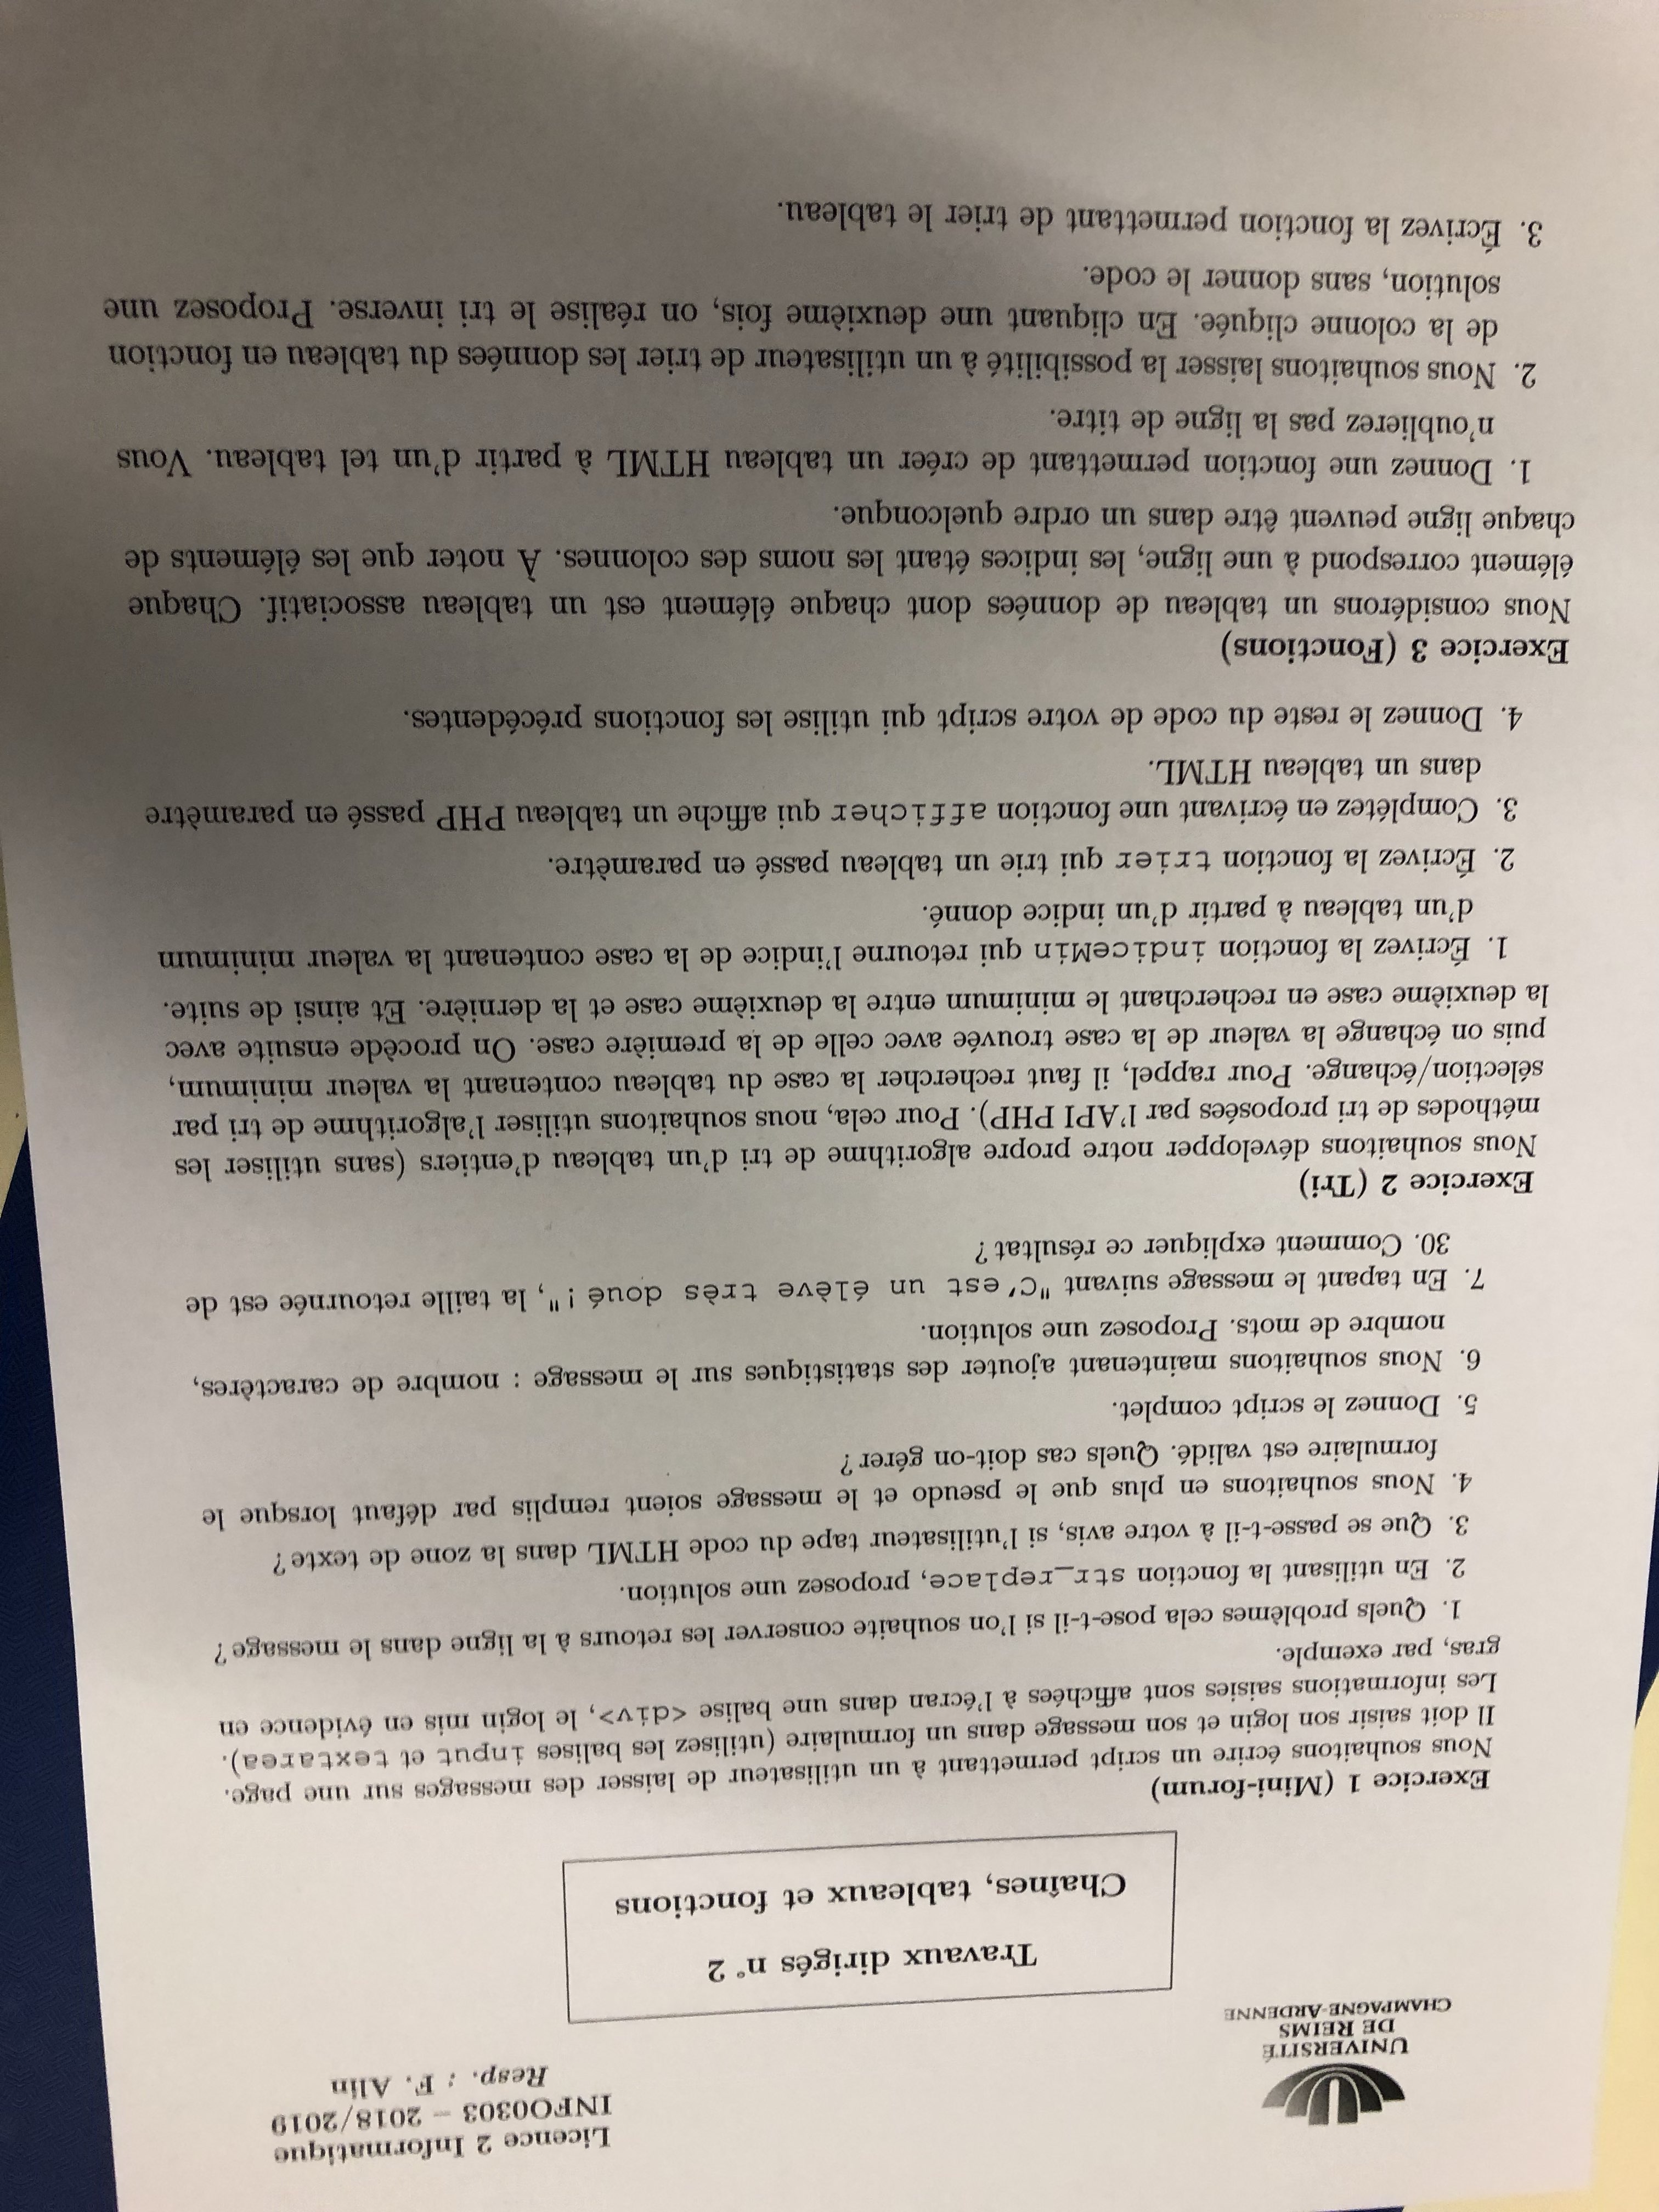 UNIVERSITÉ
DE REIMS
CHAMPAGNE-ARDENNE
Licence 2 Informatique
INFO0303 – 2018/2019
Resp. : F. Alin
Travaux dirigés n° 2
Chaînes, tableaux et fonctions
Exercice 1 (Mini-forum)
Nous souhaitons écrire un script permettant à un utilisateur de laisser des messages sur une page.
Il doit saisir son login et son message dans un formulaire (utilisez les balises input et textarea).
Les informations saisies sont affichées à l'écran dans une balise <div>, le login mis en évidence en
gras, par exemple.
1. Quels problèmes cela pose-t-il si l'on souhaite conserver les retours à la ligne dans le message ?
2. En utilisant la fonction str_replace, proposez une solution.
3. Que se passe-t-il à votre avis, si l'utilisateur tape du code HTML dans la zone de texte ?
4. Nous souhaitons en plus que le pseudo et le message soient remplis par défaut lorsque le
formulaire est validé. Quels cas doit-on gérer ?
5. Donnez le script complet.
6. Nous souhaitons maintenant ajouter des statistiques sur le message : nombre de caractères,
nombre de mots. Proposez une solution.
7. En tapant le message suivant "C'est un élève très doué !", la taille retournée est de
30. Comment expliquer ce résultat ?
Exercice 2 (Tri)
Nous souhaitons développer notre propre algorithme de tri d'un tableau d'entiers (sans utiliser les
méthodes de tri proposées par l'API PHP). Pour cela, nous souhaitons utiliser l'algorithme de tri par
sélection/échange. Pour rappel, il faut rechercher la case du tableau contenant la valeur minimum,
puis on échange la valeur de la case trouvée avec celle de la première case. On procède ensuite avec
la deuxième case en recherchant le minimum entre la deuxième case et la dernière. Et ainsi de suite.
1. Écrivez la fonction indiceMin qui retourne l'indice de la case contenant la valeur minimum
d'un tableau à partir d'un indice donné.
2. Écrivez la fonction trier qui trie un tableau passé en paramètre.
3. Complétez en écrivant une fonction afficher qui affiche un tableau PHP passé en paramètre
dans un tableau HTML.
4. Donnez le reste du code de votre script qui utilise les fonctions précédentes.
Exercice 3 (Fonctions)
Nous considérons un tableau de données dont chaque élément est un tableau associatif. Chaque
élément correspond à une ligne, les indices étant les noms des colonnes. À noter que les éléments de
chaque ligne peuvent être dans un ordre quelconque.
1. Donnez une fonction permettant de créer un tableau HTML à partir d'un tel tableau. Vous
n'oublierez pas la ligne de titre.
2. Nous souhaitons laisser la possibilité à un utilisateur de trier les données du tableau en fonction
de la colonne cliquée. En cliquant une deuxième fois, on réalise le tri inverse. Proposez une
solution, sans donner le code.
3. Écrivez la fonction permettant de trier le tableau.